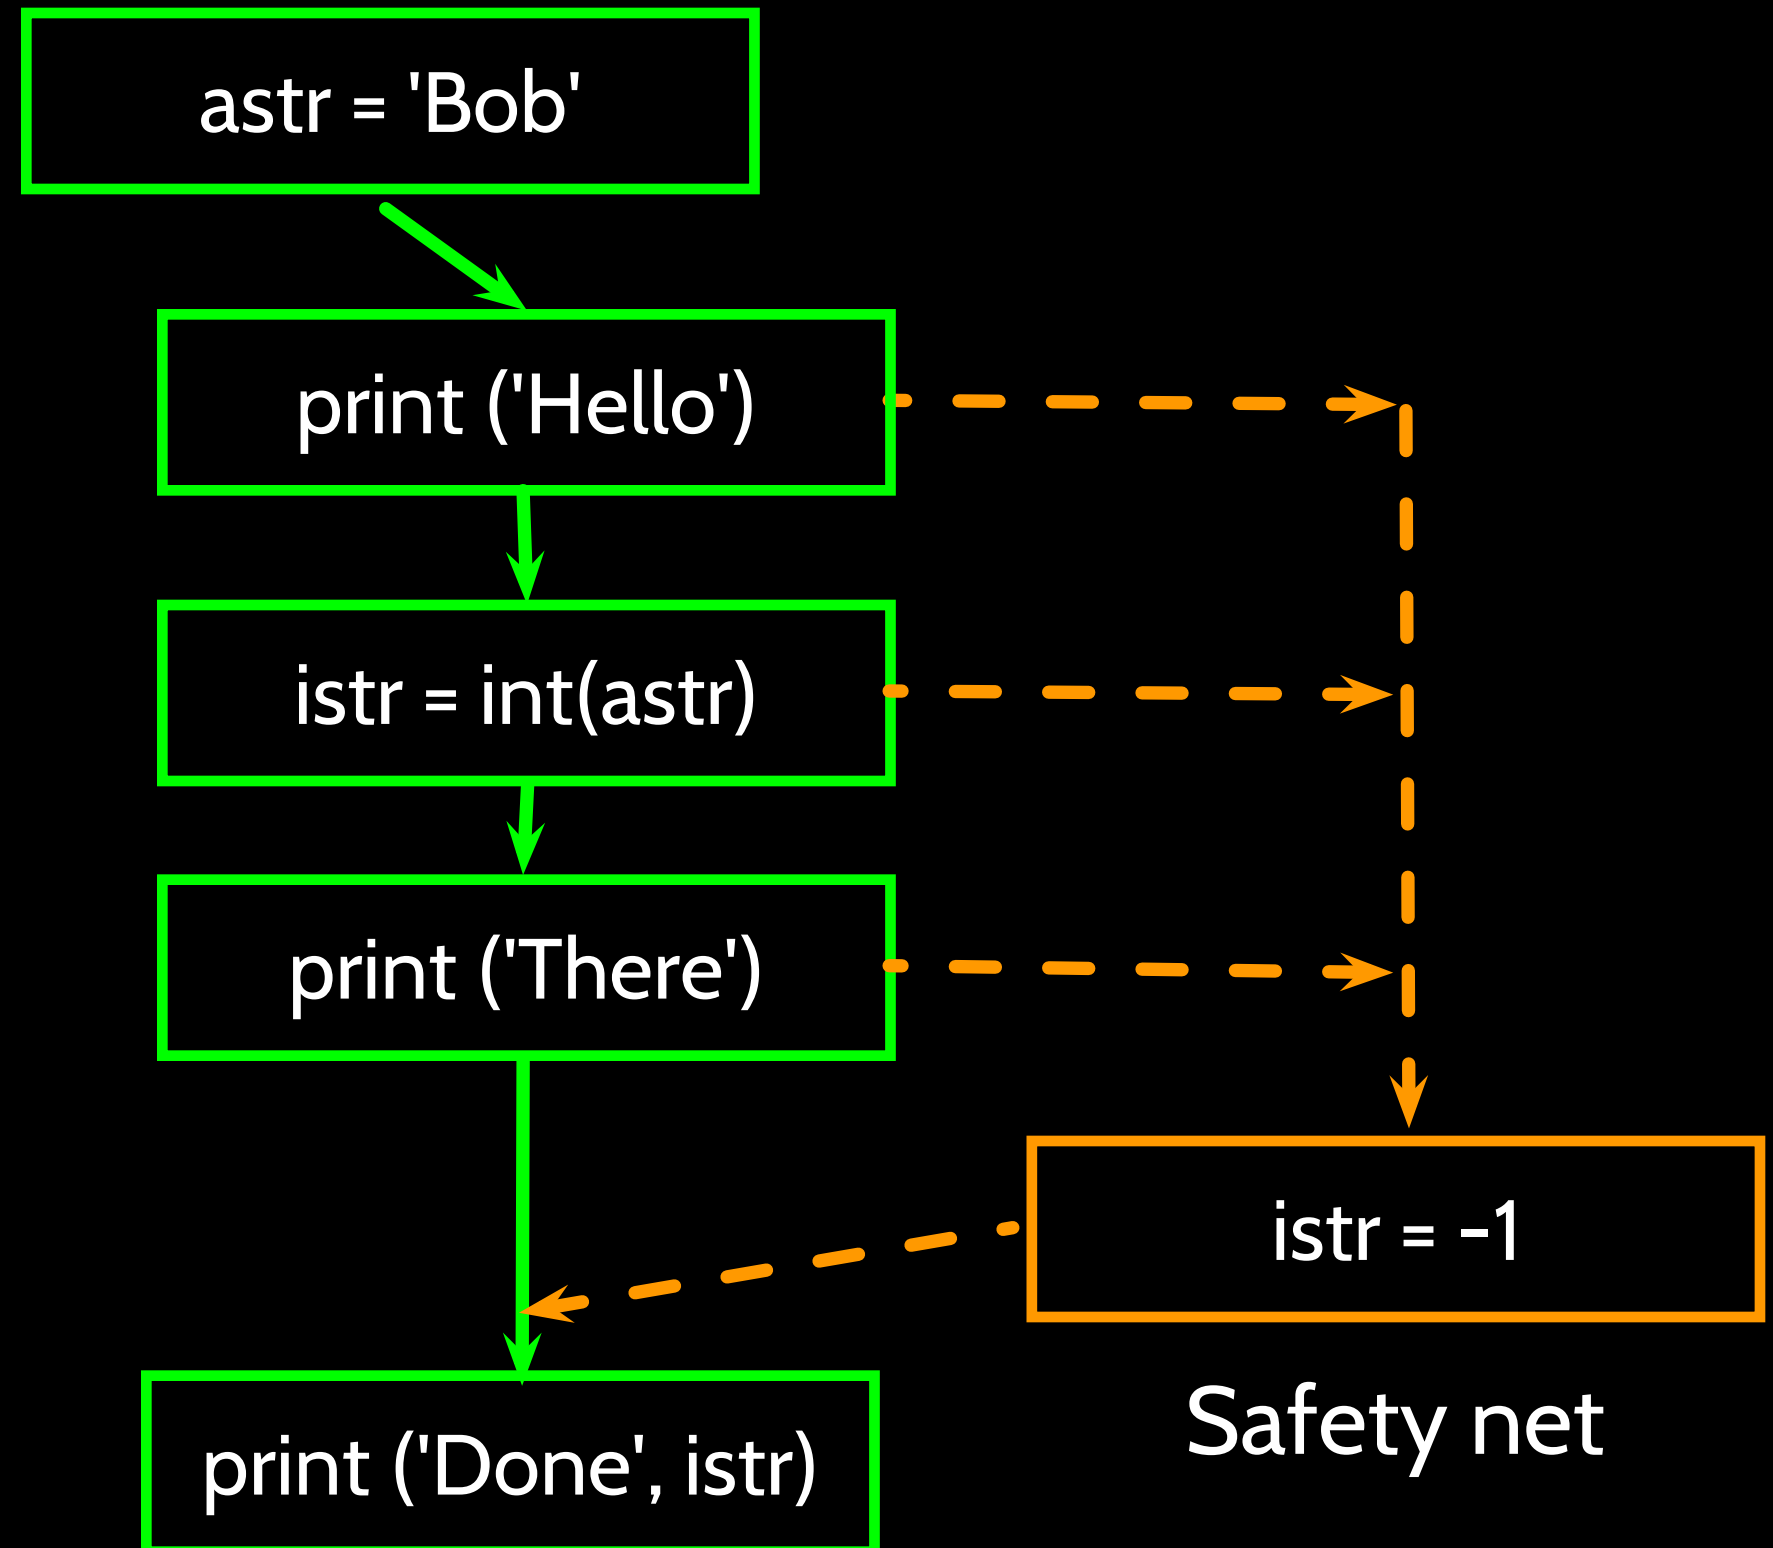 astr = 'Bob'
print ('Hello')
istr = int(astr)
print ('There')
istr = -1
Safety net
print ('Done', istr)